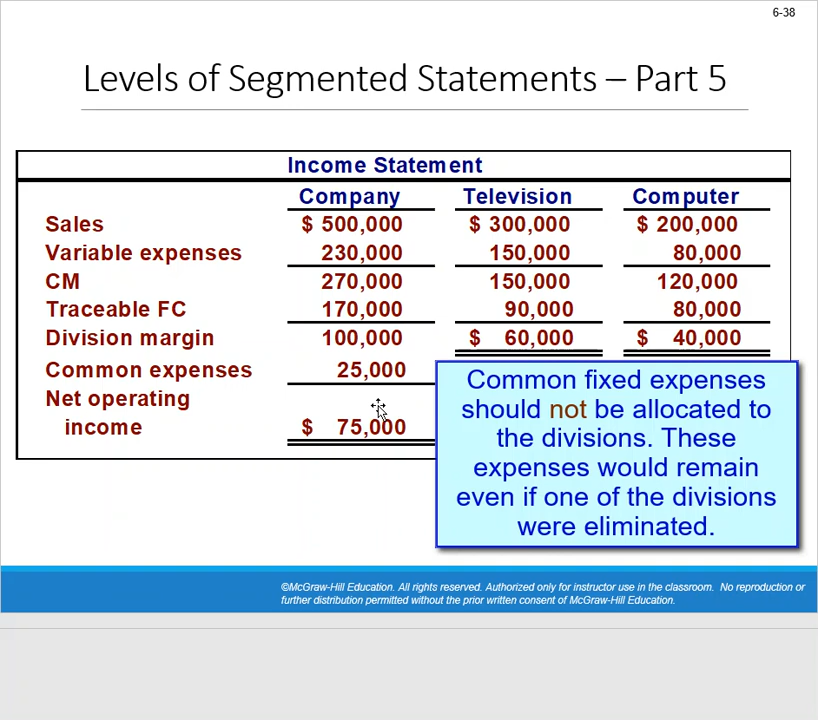 6-38
Levels of Segmented Statements – Part 5
Income Statement
Company Television Computer
Sales $ 500,000 $ 300,000 $ 200,000
Variable expenses 230,000 150,000 80,000
CM 270,000 150,000 120,000
Traceable FC 170,000 90,000 80,000
Division margin 100,000 $ 60,000 $ 40,000
Common expenses 25,000
Net operating
income $ 75,000
Common fixed expenses
should not be allocated to
the divisions. These
expenses would remain
even if one of the divisions
were eliminated.
©McGraw-Hill Education. All rights reserved. Authorized only for instructor use in the classroom. No reproduction or
further distribution permitted without the prior written consent of McGraw-Hill Education.